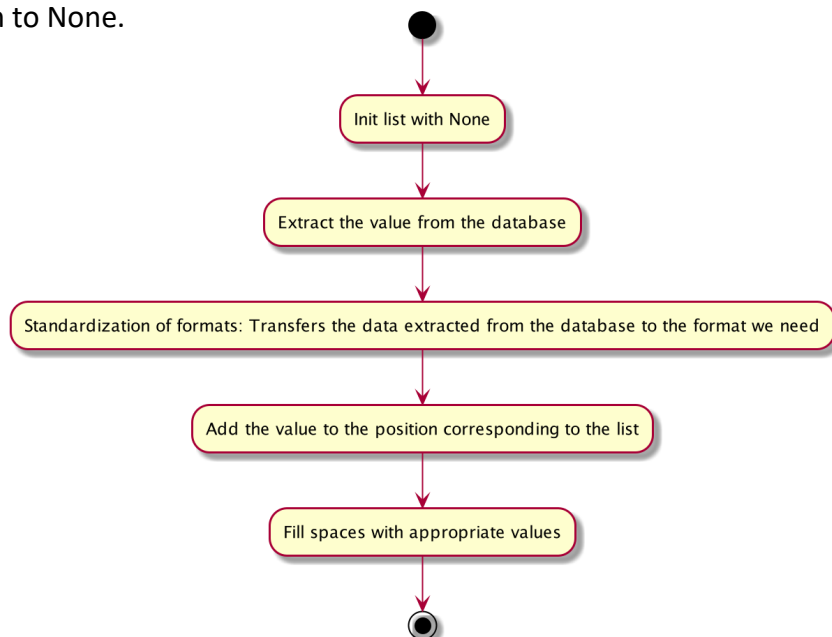 to None.
Init list with None
Extract the value from the database
Standardization of formats: Transfers the data extracted from the database to the format we need
Add the value to the position corresponding to the list
Fill spaces with appropriate values